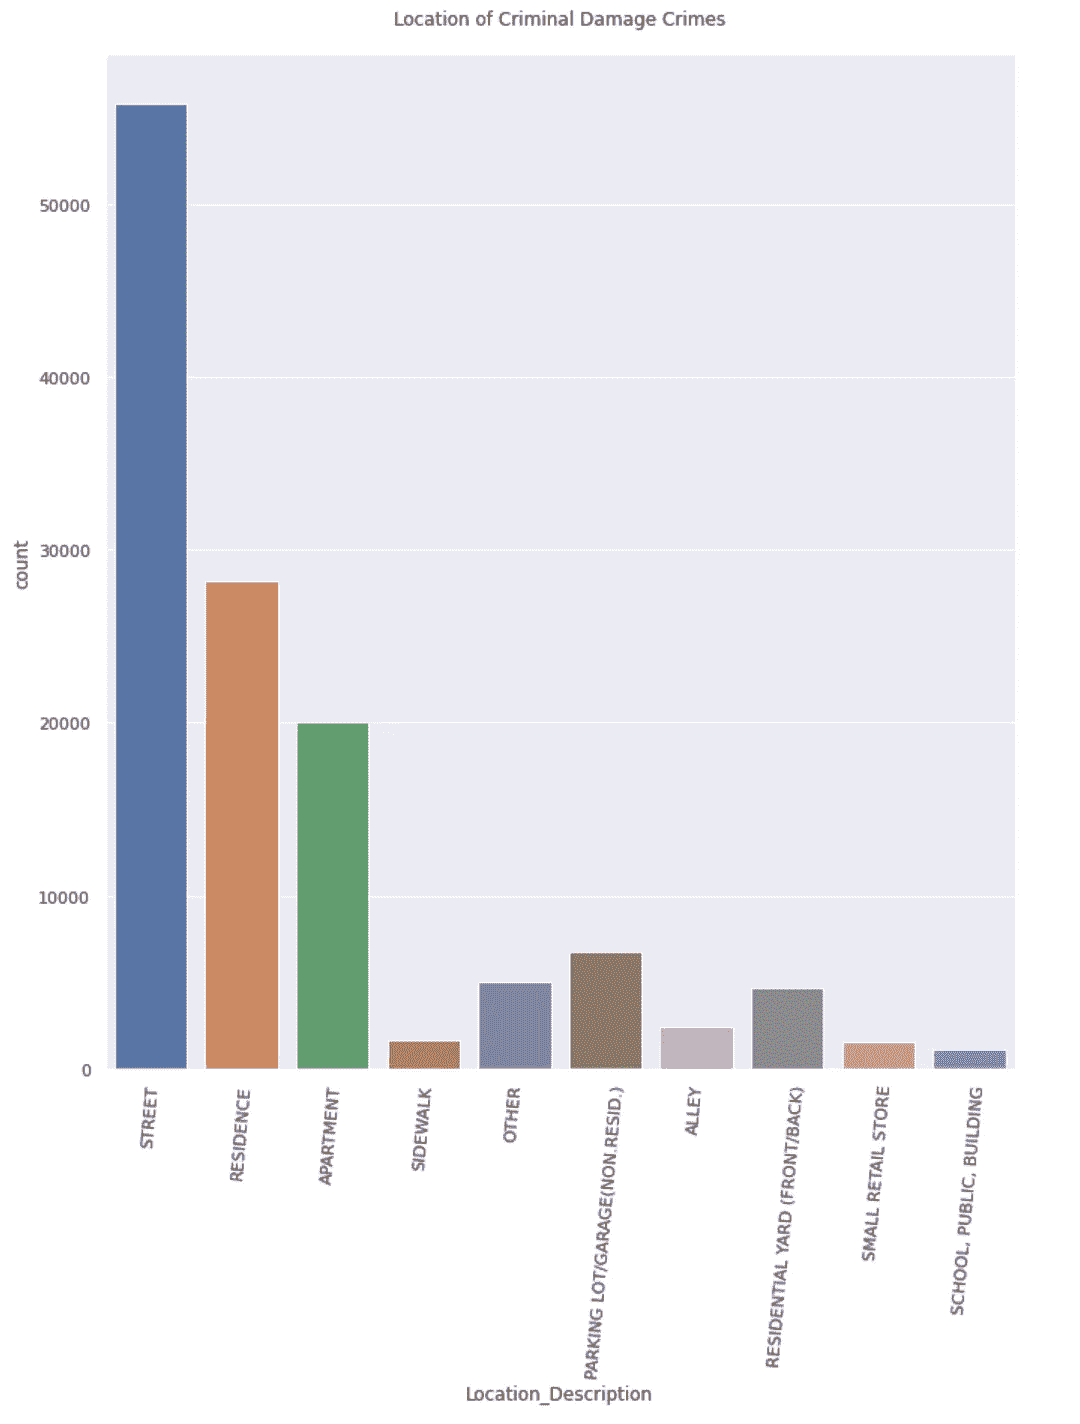 Location of Criminal Damage Crimes
count
50000
40000
30000
20000
10000
0
STREET
RESIDENCE
APARTMENT
SIDEWALK
OTHER
PARKING LOT/GARAGE(NON.RESID.)
ALLEY
RESIDENTIAL YARD (FRONT/BACK)
SMALL RETAIL STORE
SCHOOL, PUBLIC, BUILDING
Location_Description